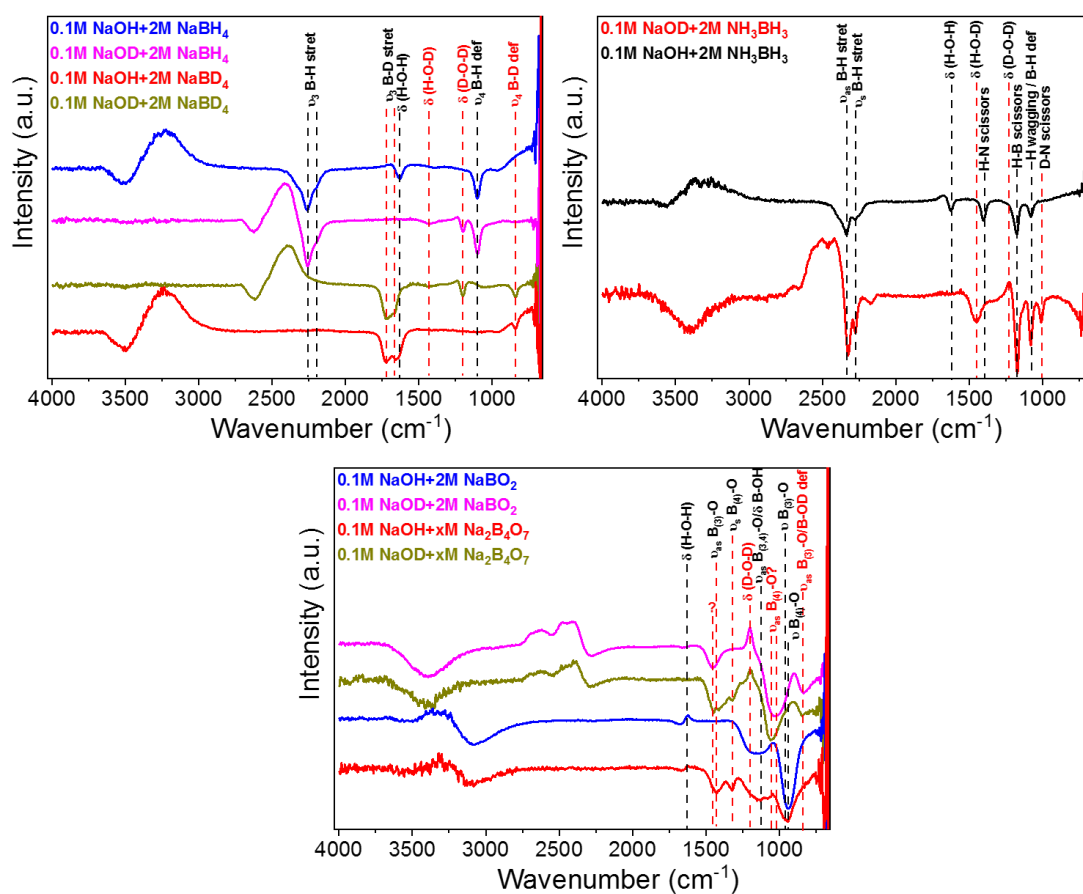 0.1M NaOH+2M NaBH4
0.1M NaOD+2M NaBH4
0.1M NaOH+2M NaBD4
0.1M NaOD+2M NaBD4
υ3 B-H stret
υ3 B-D stret
δ (H-O-H)
δ (H-O-D)
δ (D-O-D)
υ4 B-H def
υ4 B-D def
Intensity (a.u.)
4000 3500 3000 2500 2000 1500 1000
Wavenumber (cm-1)
0.1M NaOD+2M NH3BH3
0.1M NaOH+2M NH3BH3
υas B-H stret
υs B-H stret
δ (H-O-H)
δ (H-O-D)
H-N scissors
δ (D-O-D)
H-B scissors
–H wagging / B-H def
D-N scissors
Intensity (a.u.)
4000 3500 3000 2500 2000 1500 1000
Wavenumber (cm-1)
0.1M NaOH+2M NaBO2
0.1M NaOD+2M NaBO2
0.1M NaOH+xM Na2B4O7
0.1M NaOD+xM Na2B4O7
δ (H-O-H)
?
υas B(3)-O
υs B(4)-O
δ (D-O-D)
υas B(3,4)-O/δ B-OH
υas B(4)-O?
υ B(3)-O
υ B(4)-O
υas B(3)-O/B-OD def
Intensity (a.u.)
4000 3500 3000 2500 2000 1500 1000
Wavenumber (cm-1)